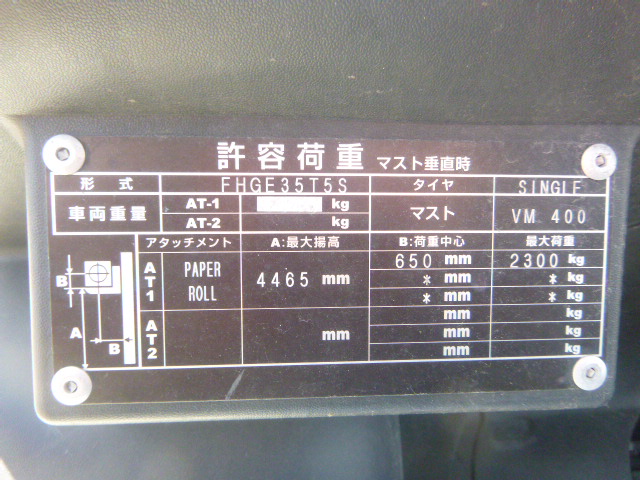 許容荷重 マスト垂直時
形式 FHGE35T5S タイヤ SINGLE
車両重量 AT-1 kg マスト VM 400
AT-2 kg
アタッチメント A:最大揚高 B:荷重中心 最大荷重
AT1 PAPER ROLL 4465 mm 650 mm 2300 kg
* mm * kg
* mm * kg
AT2 mm mm kg
mm kg
mm kg
B
A
B